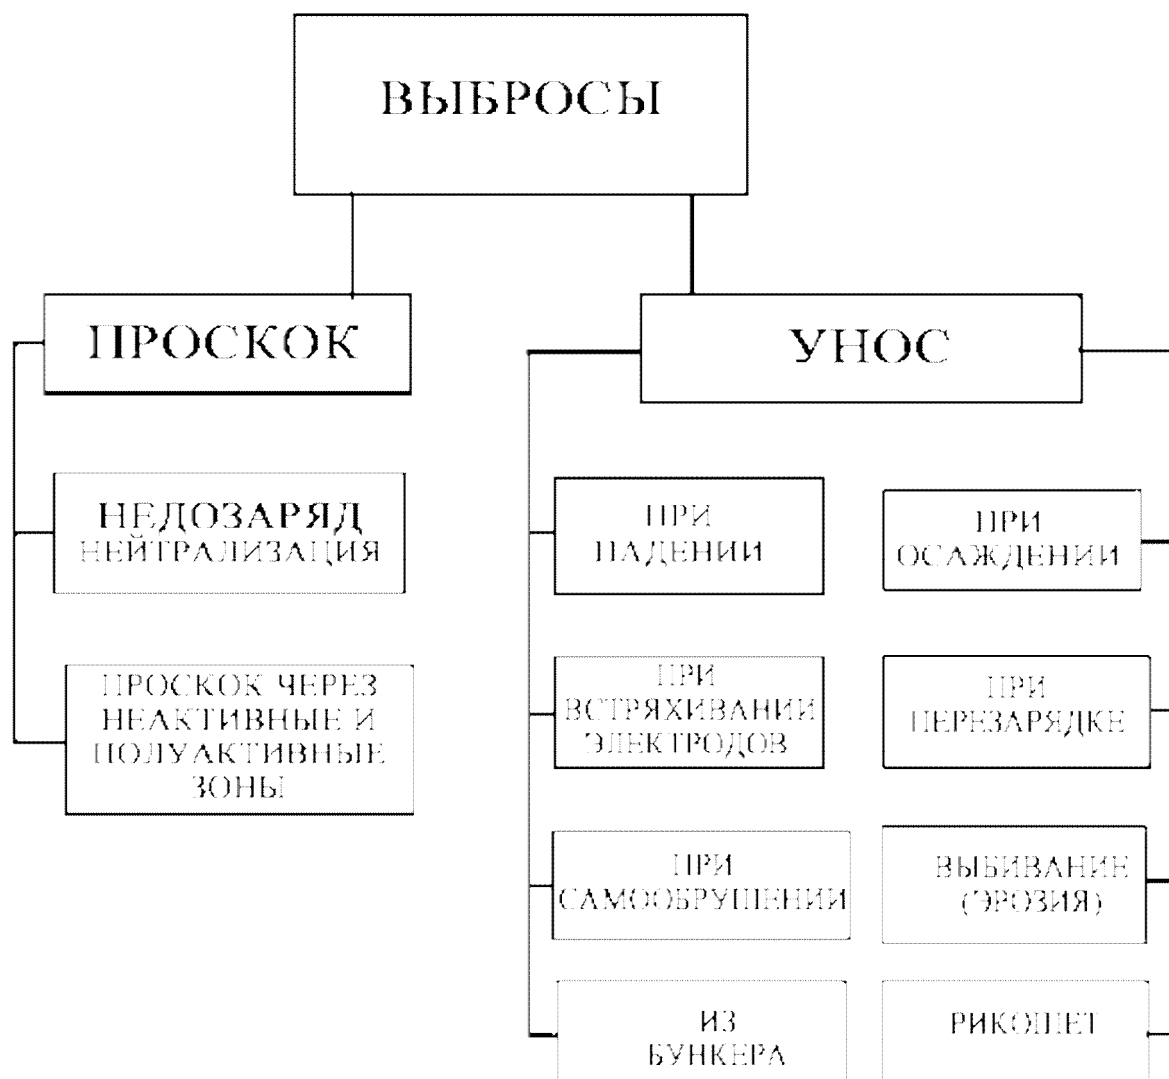 ВЫБРОСЫ
ПРОСКОК
УНОС
НЕДОЗАРЯД
НЕЙТРАЛИЗАЦИЯ
ПРОСКОК ЧЕРЕЗ
НЕАКТИВНЫЕ И
ПОЛУАКТИВНЫЕ
ЗОНЫ
ПРИ
ПАДЕНИИ
ПРИ
ОСАЖДЕНИИ
ПРИ
ВСТРЯХИВАНИИ
ЭЛЕКТРОДОВ
ПРИ
ПЕРЕЗАРЯДКЕ
ПРИ
САМООБРУШЕНИИ
ВЫБИВАНИЕ
(ЭРОЗИЯ)
ИЗ
БУНКЕРА
РИКОШЕТ